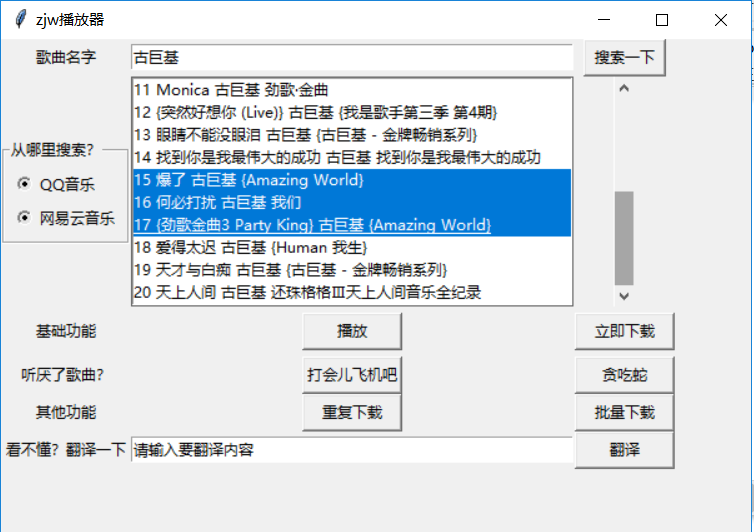 zjw播放器
歌曲名字 古巨基 搜索一下
11 Monica 古巨基 劲歌·金曲
12 {突然好想你 (Live)} 古巨基 {我是歌手第三季 第4期}
13 眼睛不能没眼泪 古巨基 {古巨基 - 金牌畅销系列}
14 找到你是我最伟大的成功 古巨基 找到你是我最伟大的成功
从哪里搜索?
15 爆了 古巨基 {Amazing World}
QQ音乐
16 何必打扰 古巨基 我们
17 {劲歌金曲3 Party King} 古巨基 {Amazing World}
网易云音乐
18 爱得太迟 古巨基 {Human 我生}
19 天才与白痴 古巨基 {古巨基 - 金牌畅销系列}
20 天上人间 古巨基 还珠格格Ⅲ天上人间音乐全纪录
基础功能 播放 立即下载
听厌了歌曲? 打会儿飞机吧 贪吃蛇
其他功能 重复下载 批量下载
看不懂? 翻译一下 请输入要翻译内容 翻译